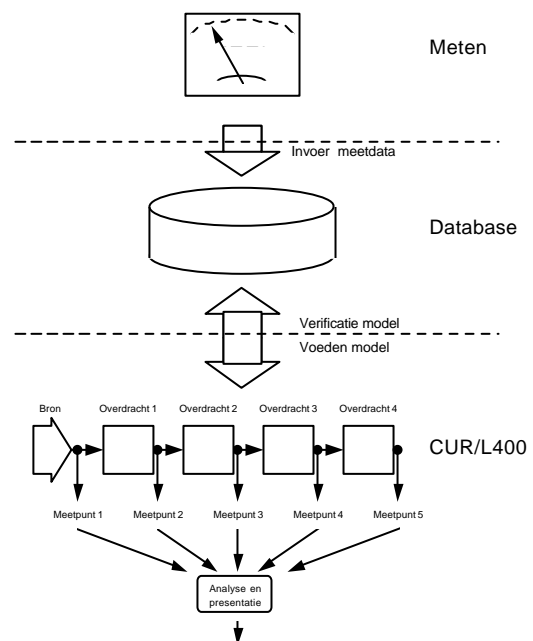 Meten
Invoer meetdata
Database
Verificatie model
Voeden model
Bron
Overdracht 1
Overdracht 2
Overdracht 3
Overdracht 4
CUR/L400
Meetpunt 1
Meetpunt 2
Meetpunt 3
Meetpunt 4
Meetpunt 5
Analyse en
presentatie